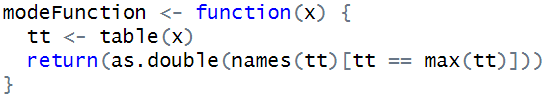 modeFunction <- function(x) {
  tt <- table(x)
  return(as.double(names(tt)[tt == max(tt)]))
}